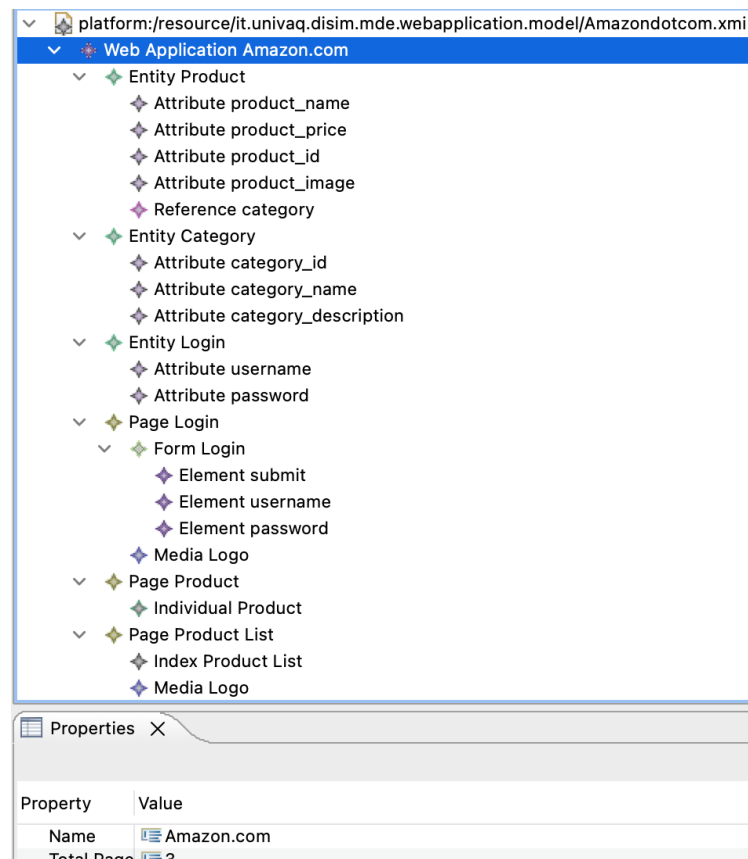 platform:/resource/it.univaq.disim.mde.webapplication.model/Amazondotcom.xmi
Web Application Amazon.com
Entity Product
Attribute product_name
Attribute product_price
Attribute product_id
Attribute product_image
Reference category
Entity Category
Attribute category_id
Attribute category_name
Attribute category_description
Entity Login
Attribute username
Attribute password
Page Login
Form Login
Element submit
Element username
Element password
Media Logo
Page Product
Individual Product
Page Product List
Index Product List
Media Logo
Properties
Property Value
Name Amazon.com
Total Page 3